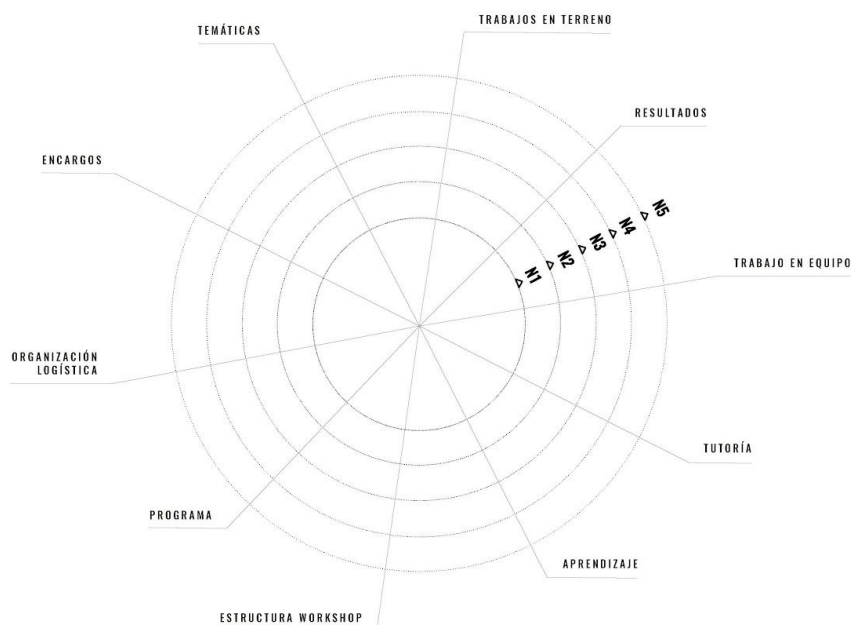 TRABAJOS EN TERRENO
TEMÁTICAS
RESULTADOS
ENCARGOS
N5
N4
N3
N2
N1
TRABAJO EN EQUIPO
ORGANIZACIÓN
LOGÍSTICA
TUTORÍA
PROGRAMA
APRENDIZAJE
ESTRUCTURA WORKSHOP